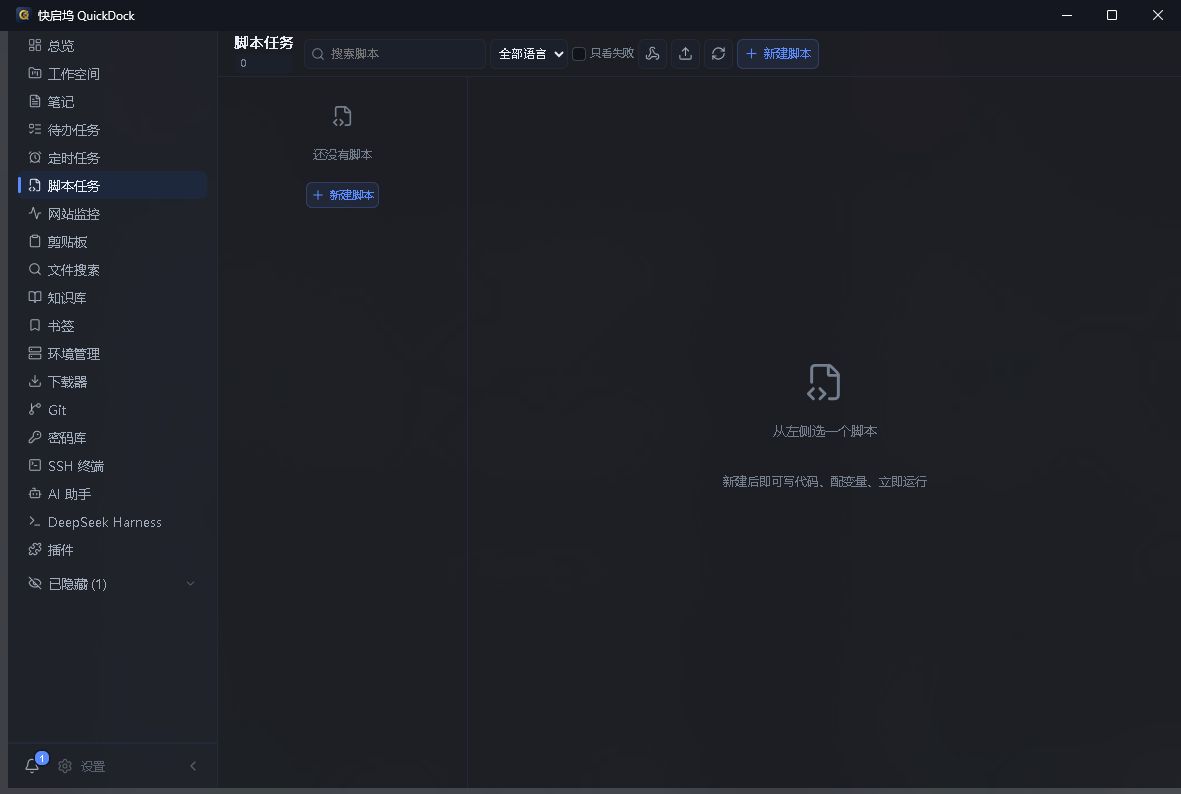 快启坞 QuickDock
总览
工作空间
笔记
待办任务
定时任务
脚本任务
网站监控
剪贴板
文件搜索
知识库
书签
环境管理
下载器
Git
密码库
SSH 终端
AI 助手
DeepSeek Harness
插件
已隐藏 (1)
1
设置
脚本任务
0
搜索脚本
全部语言
只看失败
新建脚本
还没有脚本
新建脚本
从左侧选一个脚本
新建后即可写代码、配变量、立即运行